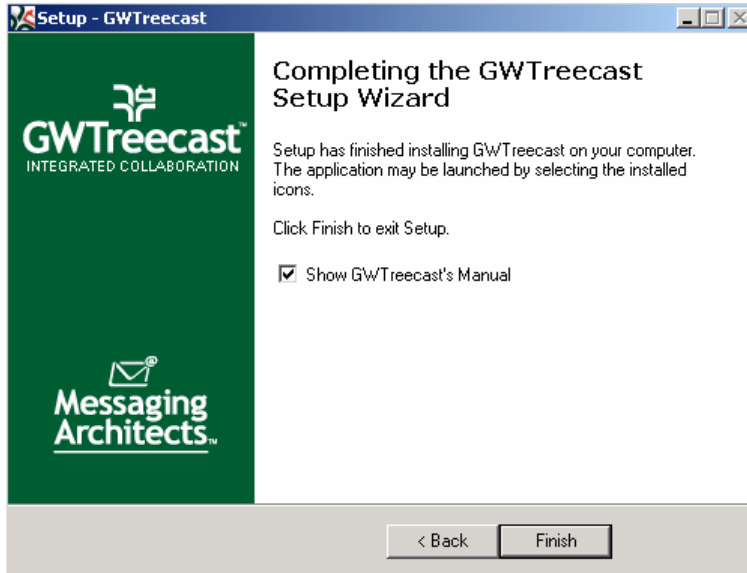 Setup - GWTreecast
GWTreecast™
INTEGRATED COLLABORATION
Messaging
Architects™
Completing the GWTreecast
Setup Wizard
Setup has finished installing GWTreecast on your computer.
The application may be launched by selecting the installed
icons.
Click Finish to exit Setup.
Show GWTreecast's Manual
< Back
Finish